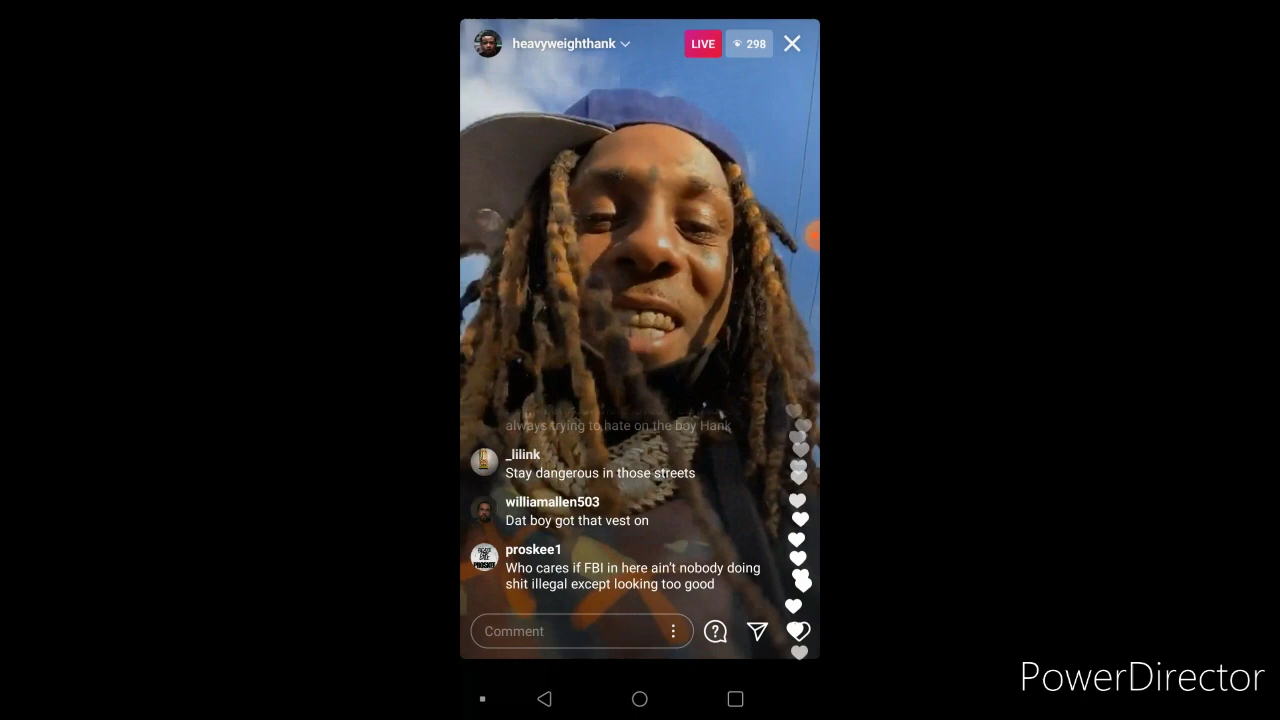 heavyweighthank
LIVE
298
always trying to hate on the boy Hank
_lilink
Stay dangerous in those streets
williamallen503
Dat boy got that vest on
proskee1
Who cares if FBI in here ain't nobody doing
shit illegal except looking too good
Comment
PowerDirector